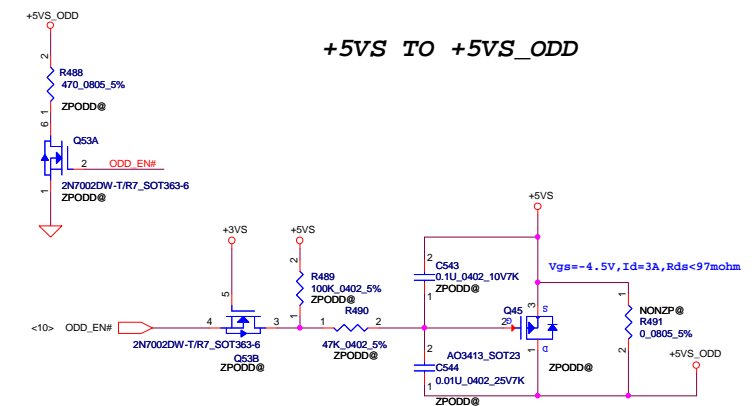 +5VS_ODD
+5VS TO +5VS_ODD
2
R488
470_0805_5%
1
ZPODD@
6
Q53A
2
ODD_EN#
1
2N7002DW-T/R7_SOT363-6
ZPODD@
+5VS
+3VS
+5VS
2
C543
0.1U_0402_10V7K
1
ZPODD@
Vgs=-4.5V,Id=3A,Rds<97mohm
5
2
R489
100K_0402_5%
1
ZPODD@
R490
Q45
3
S
1
NONZP@
R491
0_0805_5%
2
<10>
ODD_EN#
4
3
1
2
2
G
2N7002DW-T/R7_SOT363-6
Q53B
ZPODD@
47K_0402_5%
ZPODD@
2
AO3413_SOT23
1
D
+5VS_ODD
C544
0.01U_0402_25V7K
1
ZPODD@
ZPODD@